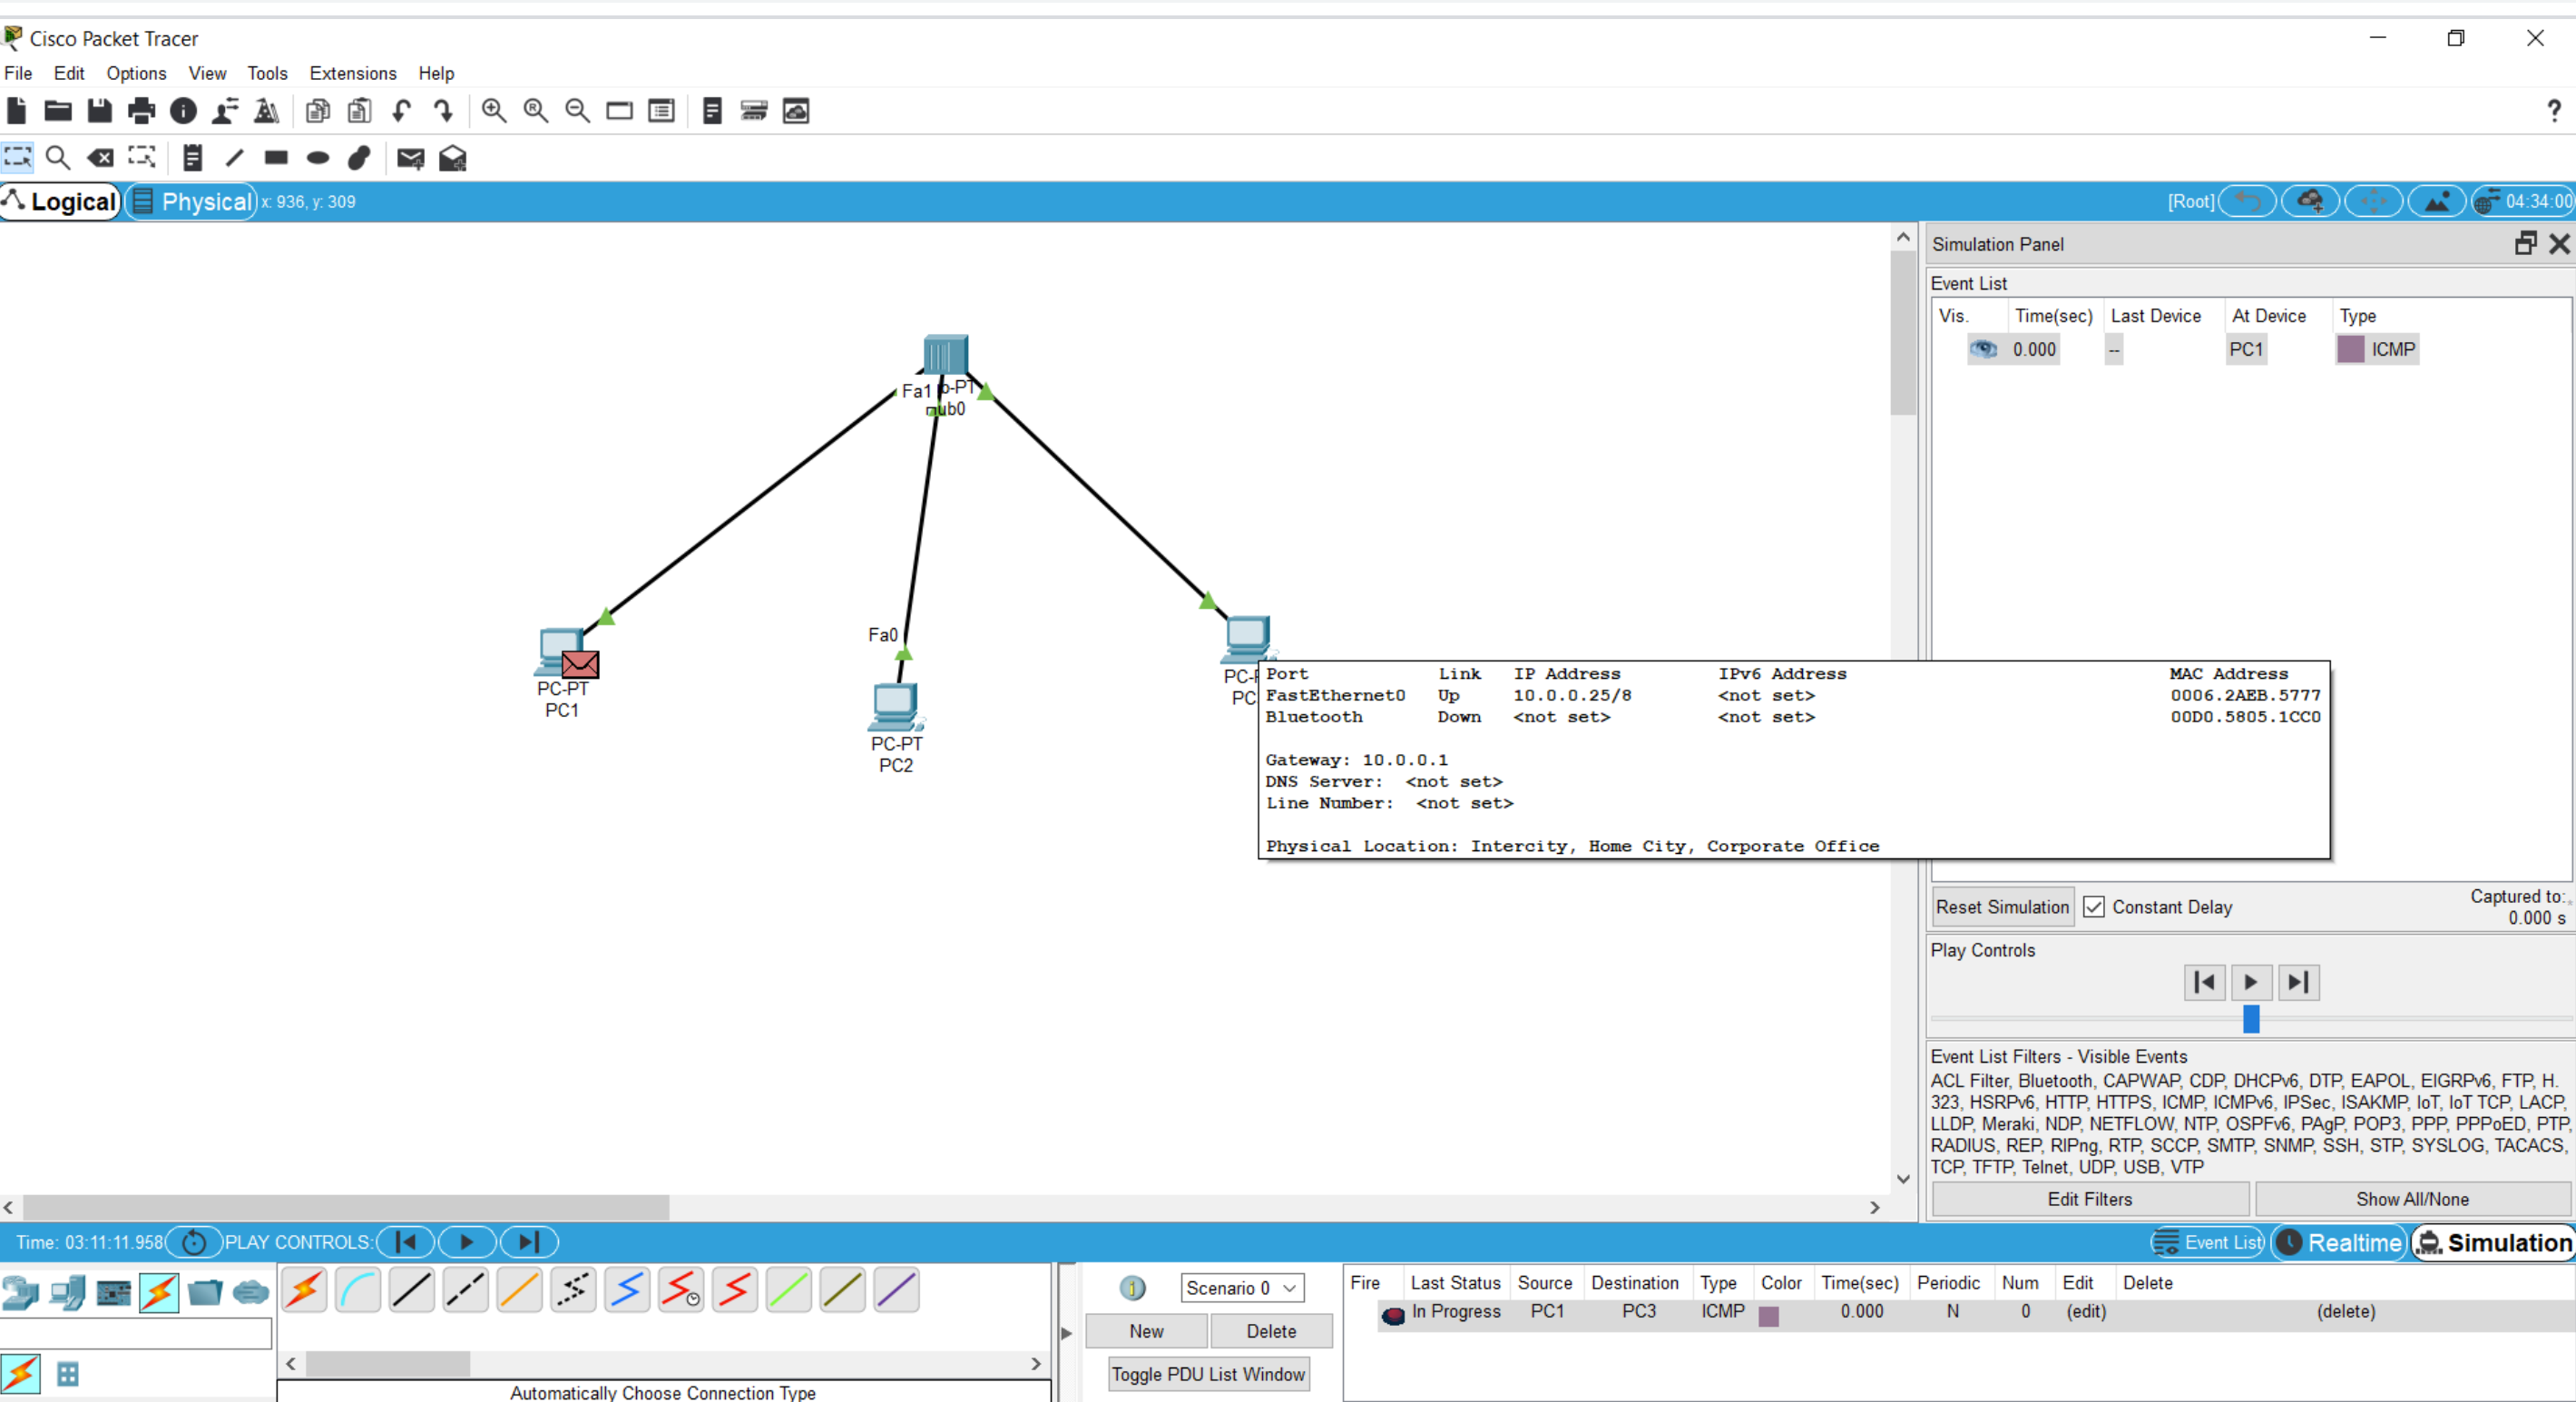 Cisco Packet Tracer
File Edit Options View Tools Extensions Help
?
Logical Physical x: 936, y: 309 [Root] 04:34:00
Simulation Panel
Event List
Vis. Time(sec) Last Device At Device Type
0.000 -- PC1 ICMP
Fa1
Fa0
PC-PT
PC1
PC-PT
PC2
Port Link IP Address IPv6 Address MAC Address
FastEthernet0 Up 10.0.0.25/8 <not set> 0006.2AEB.5777
Bluetooth Down <not set> <not set> 00D0.5805.1CC0
Gateway: 10.0.0.1
DNS Server: <not set>
Line Number: <not set>
Physical Location: Intercity, Home City, Corporate Office
Reset Simulation Constant Delay Captured to:
0.000 s
Play Controls
Event List Filters - Visible Events
ACL Filter, Bluetooth, CAPWAP, CDP, DHCPv6, DTP, EAPOL, EIGRPv6, FTP, H.
323, HSRPv6, HTTP, HTTPS, ICMP, ICMPv6, IPSec, ISAKMP, IoT, IoT TCP, LACP,
LLDP, Meraki, NDP, NETFLOW, NTP, OSPFv6, PAgP, POP3, PPP, PPPoED, PTP,
RADIUS, REP, RIPng, RTP, SCCP, SMTP, SNMP, SSH, STP, SYSLOG, TACACS,
TCP, TFTP, Telnet, UDP, USB, VTP
Edit Filters Show All/None
Time: 03:11:11.958 PLAY CONTROLS: Event List Realtime Simulation
Scenario 0
New Delete
Toggle PDU List Window
Fire Last Status Source Destination Type Color Time(sec) Periodic Num Edit Delete
In Progress PC1 PC3 ICMP 0.000 N 0 (edit) (delete)
Automatically Choose Connection Type